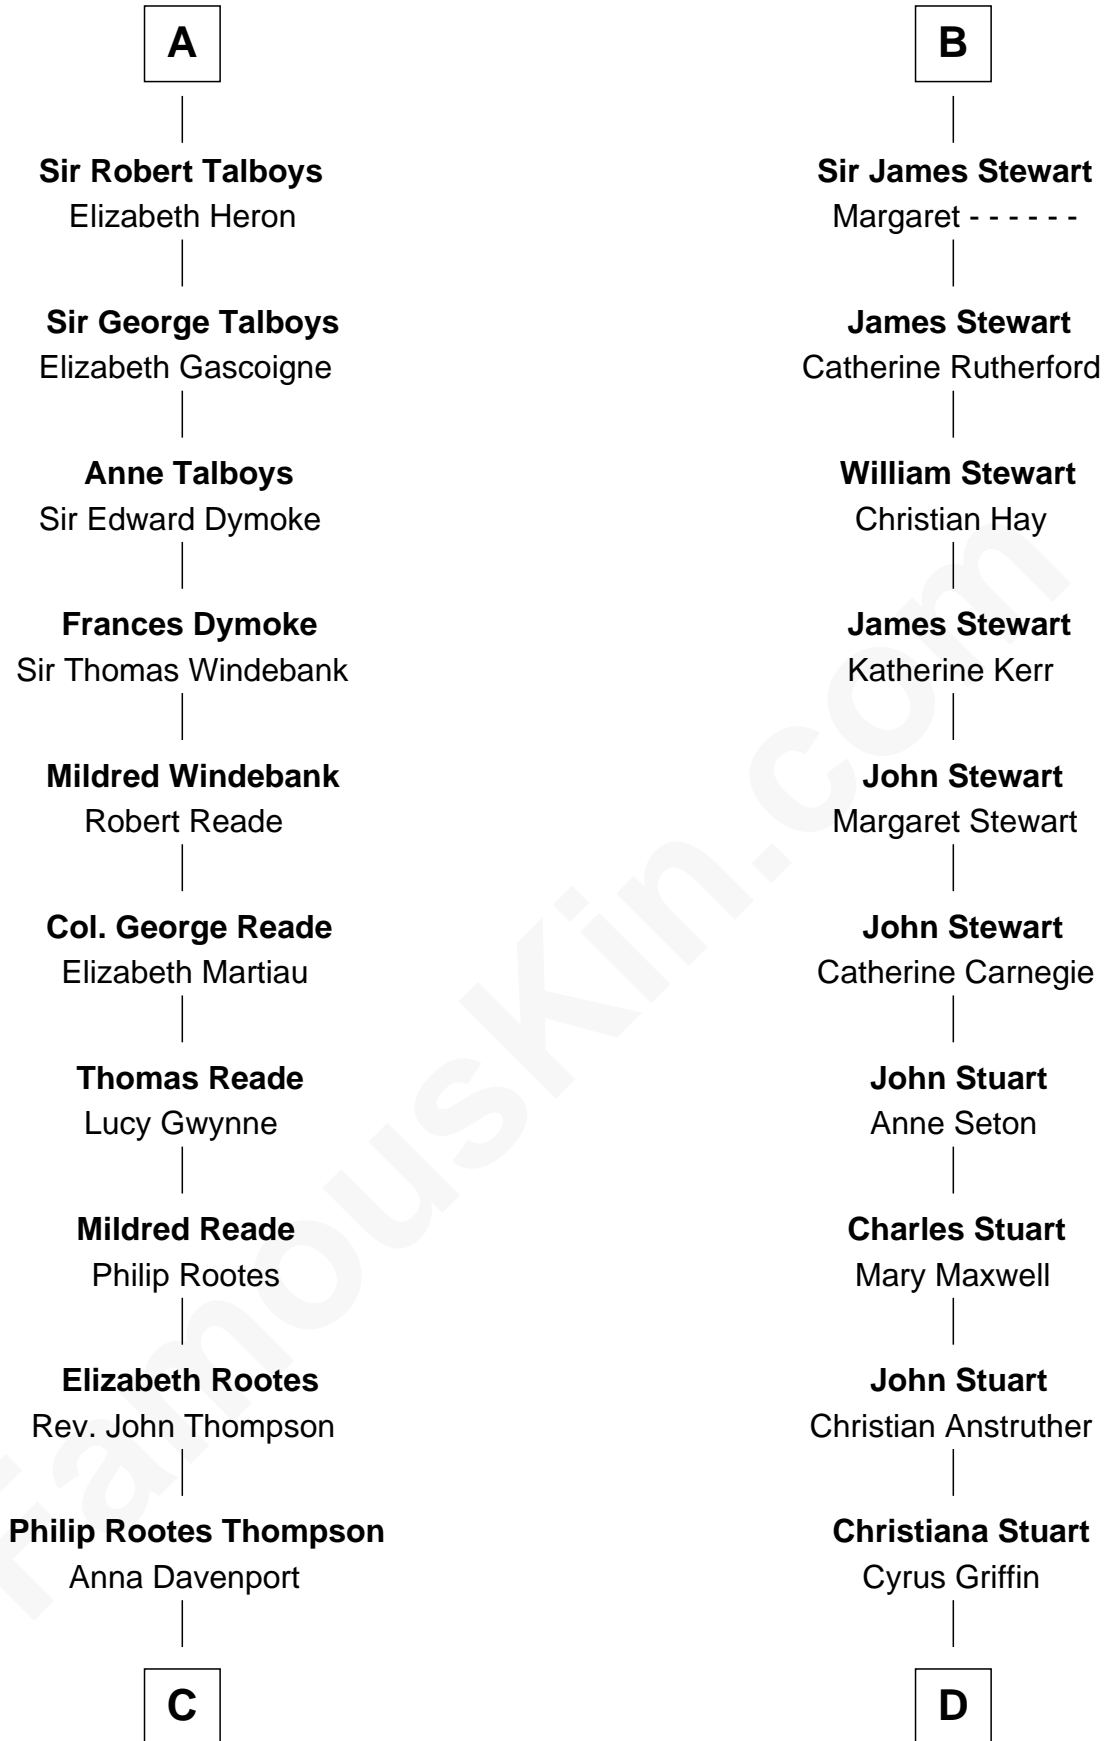 A
Sir Robert Talboys
Elizabeth Heron
Sir George Talboys
Elizabeth Gascoigne
Anne Talboys
Sir Edward Dymoke
Frances Dymoke
Sir Thomas Windebank
Mildred Windebank
Robert Reade
Col. George Reade
Elizabeth Martiau
Thomas Reade
Lucy Gwynne
Mildred Reade
Philip Rootes
Elizabeth Rootes
Rev. John Thompson
Philip Rootes Thompson
Anna Davenport
C
B
Sir James Stewart
Margaret - - - - - -
James Stewart
Catherine Rutherford
William Stewart
Christian Hay
James Stewart
Katherine Kerr
John Stewart
Margaret Stewart
John Stewart
Catherine Carnegie
John Stuart
Anne Seton
Charles Stuart
Mary Maxwell
John Stuart
Christian Anstruther
Christiana Stuart
Cyrus Griffin
D
FamousKin.com